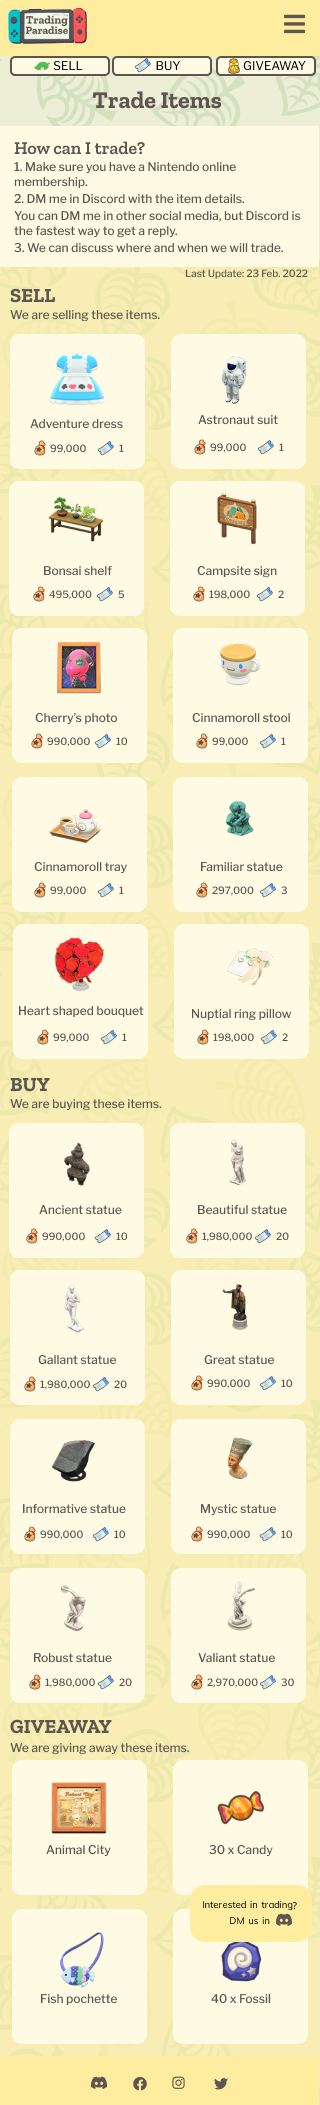 Trading
Paradise
SELL
BUY
GIVEAWAY
Trade Items
How can I trade?
1. Make sure you have a Nintendo online
membership.
2. DM me in Discord with the item details.
You can DM me in other social media, but Discord is
the fastest way to get a reply.
3. We can discuss where and when we will trade.
Last Update: 23 Feb. 2022
SELL
We are selling these items.
Adventure dress
99,000 1
Astronaut suit
99,000 1
Bonsai shelf
495,000 5
Campsite sign
198,000 2
Cherry's photo
990,000 10
Cinnamoroll stool
99,000 1
Cinnamoroll tray
99,000 1
Familiar statue
297,000 3
Heart shaped bouquet
99,000 1
Nuptial ring pillow
198,000 2
BUY
We are buying these items.
Ancient statue
990,000 10
Beautiful statue
1,980,000 20
Gallant statue
1,980,000 20
Great statue
990,000 10
Informative statue
990,000 10
Mystic statue
990,000 10
Robust statue
1,980,000 20
Valiant statue
2,970,000 30
GIVEAWAY
We are giving away these items.
Animal City
30 x Candy
Interested in trading?
DM us in
Fish pochette
40 x Fossil